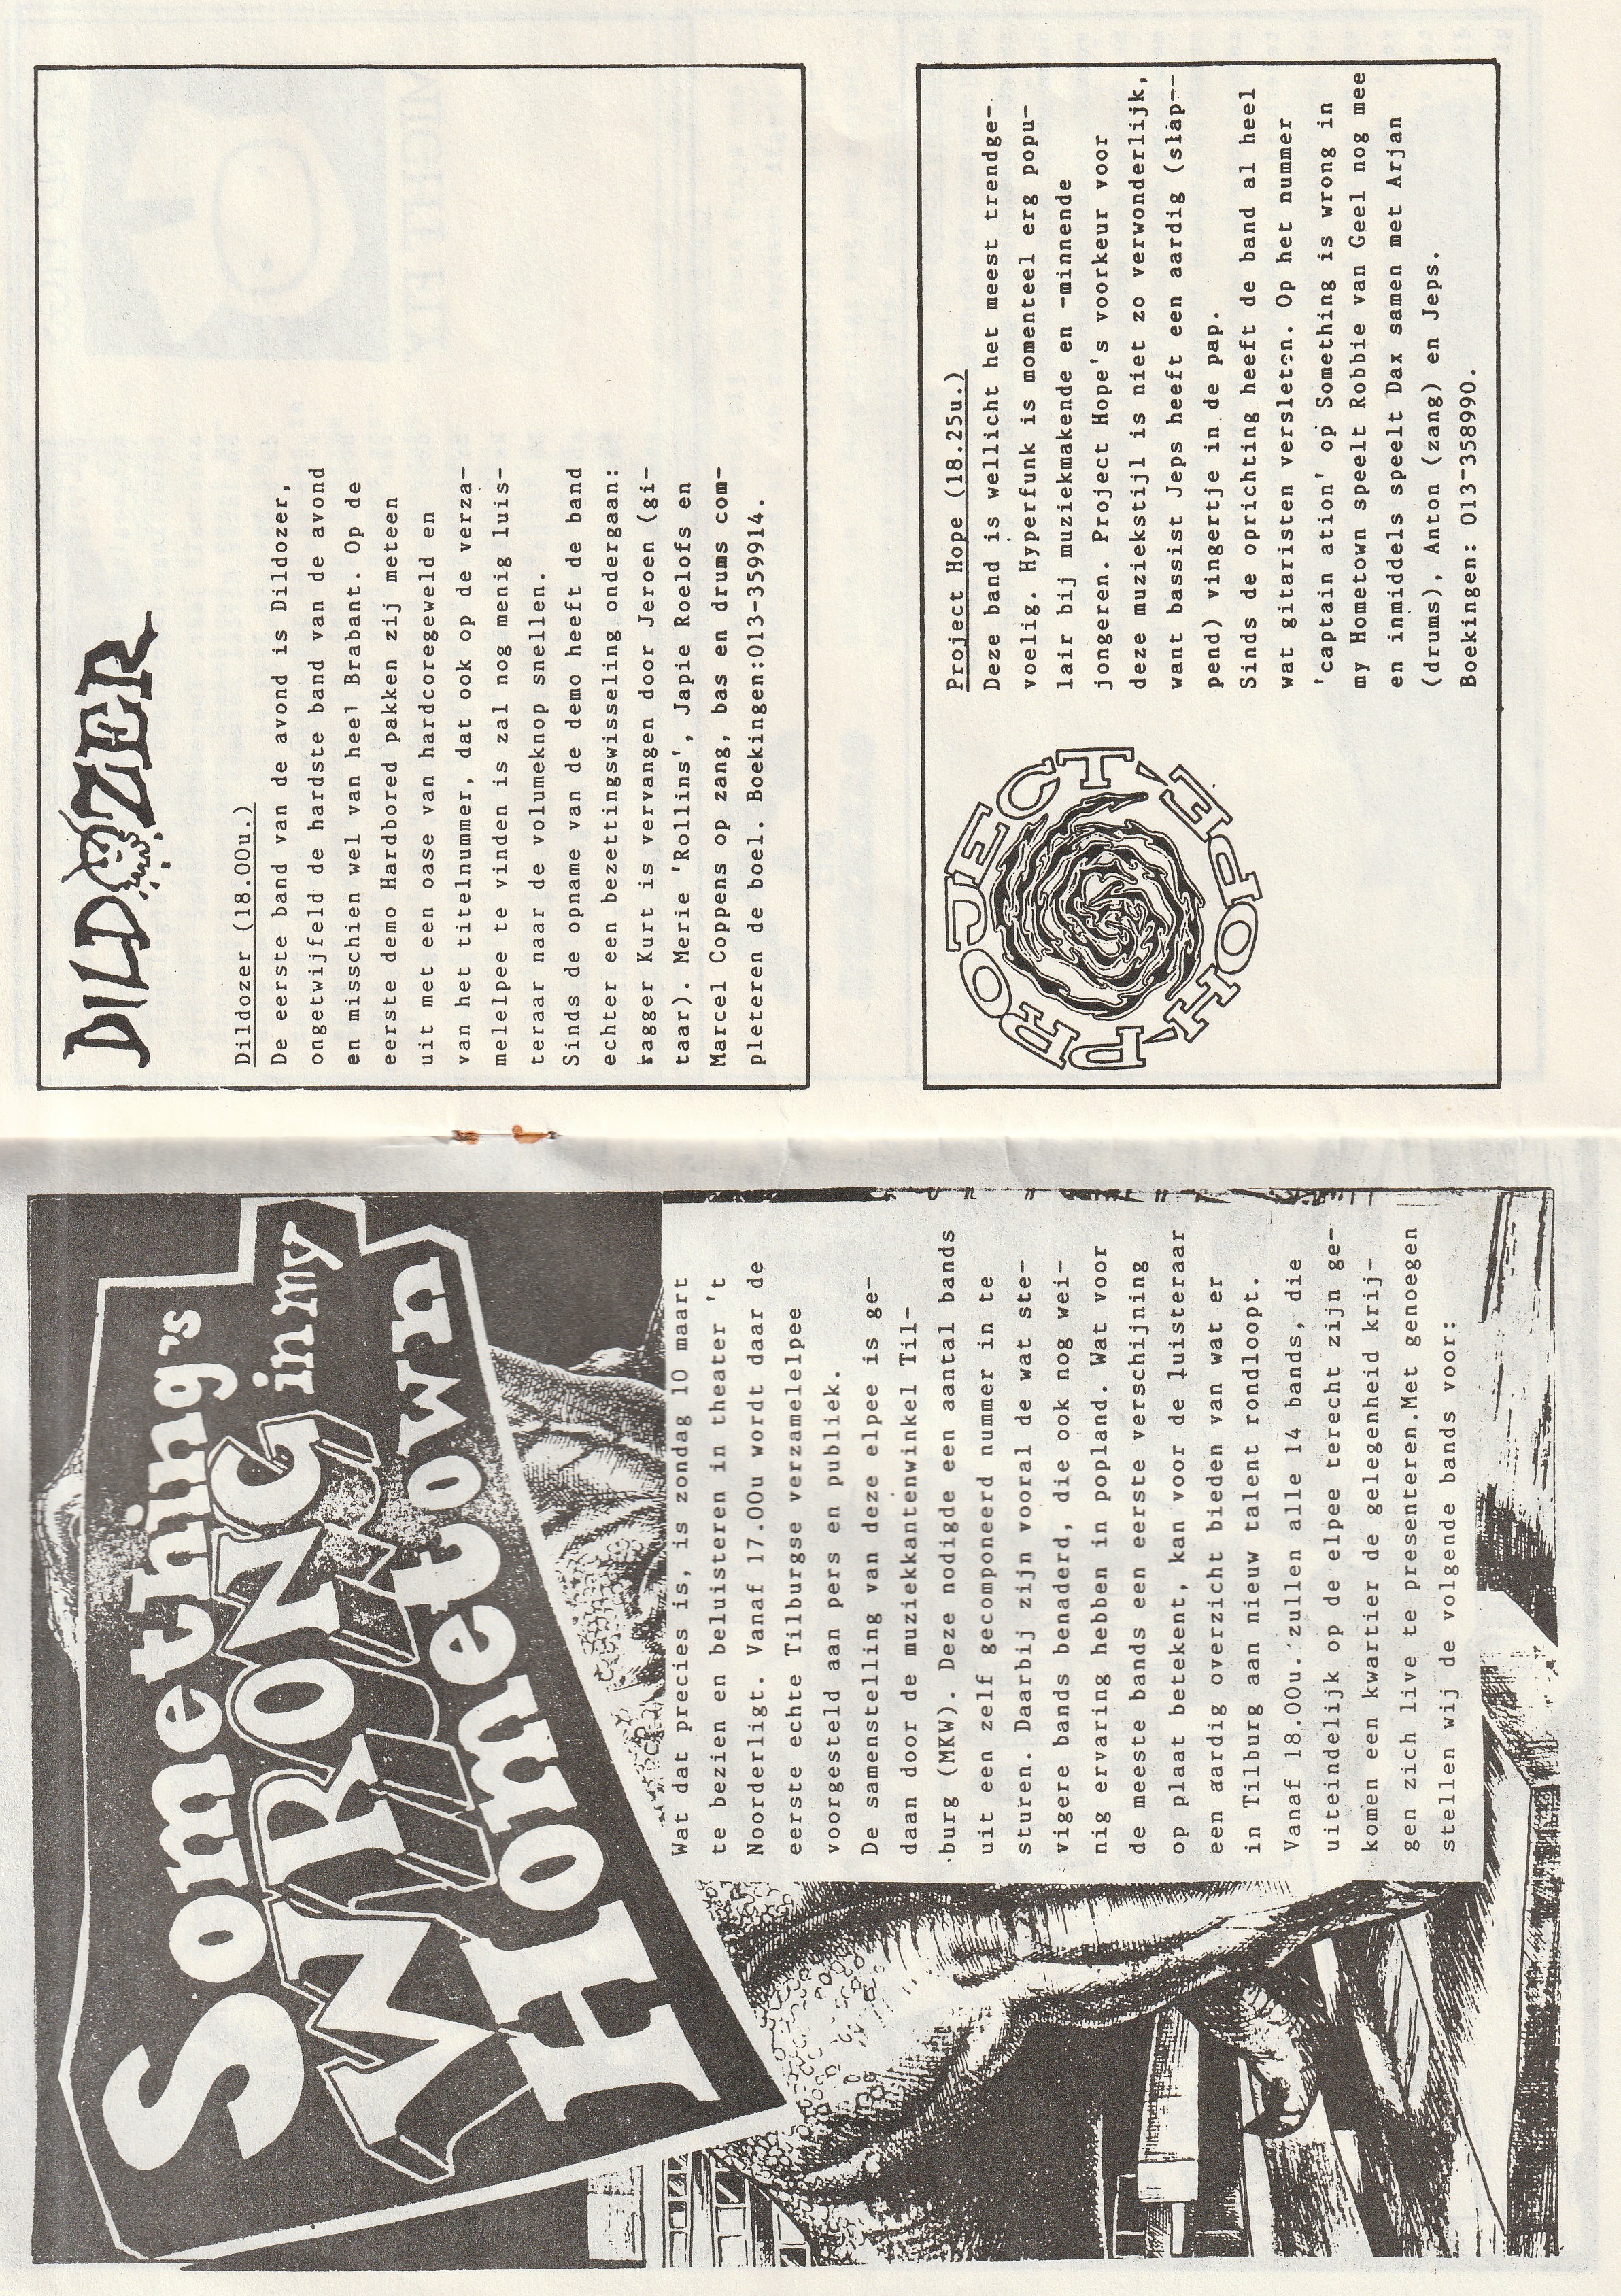 Something's
WRONG
in my
Hometown
Wat dat precies is, is zondag 10 maart
te bezien en beluisteren in theater 't
Noorderligt. Vanaf 17.00u wordt daar de
eerste echte Tilburgse verzamelelpee
voorgesteld aan pers en publiek.
De samenstelling van deze elpee is ge-
daan door de muziekkantenwinkel Til-
burg (MKW). Deze nodigde een aantal bands
uit een zelf gecomponeerd nummer in te
sturen. Daarbij zijn vooral de wat ste-
vigere bands benaderd, die ook nog wei-
nig ervaring hebben in popland. Wat voor
de meeste bands een eerste verschijning
op plaat betekent, kan voor de luisteraar
een aardig overzicht bieden van wat er
in Tilburg aan nieuw talent rondloopt.
Vanaf 18.00u. zullen alle 14 bands, die
uiteindelijk op de elpee terecht zijn ge-
komen een kwartier de gelegenheid krij-
gen zich live te presenteren.Met genoegen
stellen wij de volgende bands voor:
DILDOZER
Dildozer (18.00u.)
De eerste band van de avond is Dildozer,
ongetwijfeld de hardste band van de avond
en misschien wel van heel Brabant. Op de
eerste demo Hardbored pakken zij meteen
uit met een oase van hardcoregeweld en
van het titelnummer, dat ook op de verza-
melelpee te vinden is zal nog menig luis-
teraar naar de volumeknop snellen.
Sinds de opname van de demo heeft de band
echter een bezettingswisseling ondergaan:
ragger Kurt is vervangen door Jeroen (gi-
taar). Merie 'Rollins', Japie Roelofs en
Marcel Coppens op zang, bas en drums com-
pleteren de boel. Boekingen:013-359914.
PROJECT HOPE
Project Hope (18.25u.)
Deze band is wellicht het meest trendge-
voelig. Hyperfunk is momenteel erg popu-
lair bij muziekmakende en -minnende
jongeren. Project Hope's voorkeur voor
deze muziekstijl is niet zo verwonderlijk,
want bassist Jeps heeft een aardig (slap--
pend) vingertje in de pap.
Sinds de oprichting heeft de band al heel
wat gitaristen versleten. Op het nummer
'captain ation' op Something is wrong in
my Hometown speelt Robbie van Geel nog mee
en inmiddels speelt Dax samen met Arjan
(drums), Anton (zang) en Jeps.
Boekingen: 013-358990.